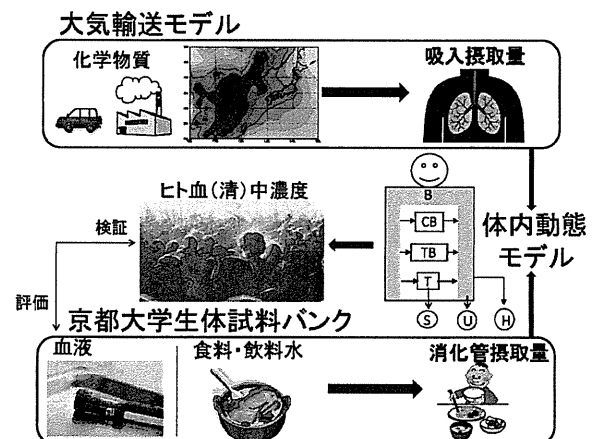 大気輸送モデル
化学物質
吸入摂取量
ヒト血(清)中濃度
検証
評価
B
CB
TB
T
S
U
H
体内動態
モデル
京都大学生体試料バンク
血液
食料・飲料水
消化管摂取量